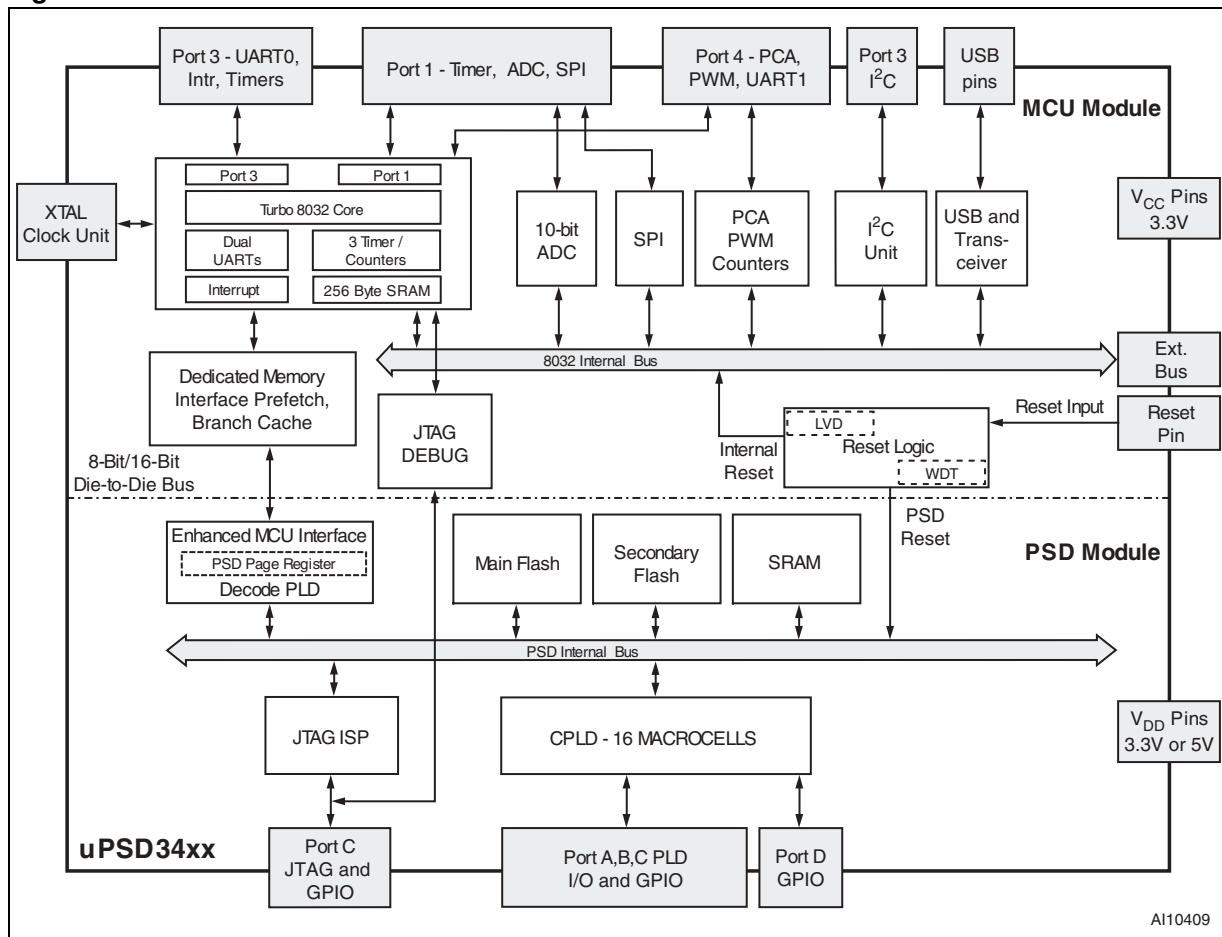 Port 3 - UART0,
Intr, Timers
Port 1 - Timer, ADC, SPI
Port 4 - PCA,
PWM, UART1
Port 3
I²C
USB
pins
MCU Module
XTAL
Clock Unit
Port 3
Port 1
Turbo 8032 Core
Dual
UARTs
3 Timer /
Counters
Interrupt
256 Byte SRAM
10-bit
ADC
SPI
PCA
PWM
Counters
I²C
Unit
USB and
Trans-
ceiver
VCC Pins
3.3V
8032 Internal Bus
Ext.
Bus
Dedicated Memory
Interface Prefetch,
Branch Cache
JTAG
DEBUG
LVD
Reset Logic
WDT
Internal
Reset
Reset Input
Reset
Pin
8-Bit/16-Bit
Die-to-Die Bus
PSD
Reset
PSD Module
Enhanced MCU Interface
PSD Page Register
Decode PLD
Main Flash
Secondary
Flash
SRAM
PSD Internal Bus
JTAG ISP
CPLD - 16 MACROCELLS
VDD Pins
3.3V or 5V
uPSD34xx
Port C
JTAG and
GPIO
Port A,B,C PLD
I/O and GPIO
Port D
GPIO
AI10409